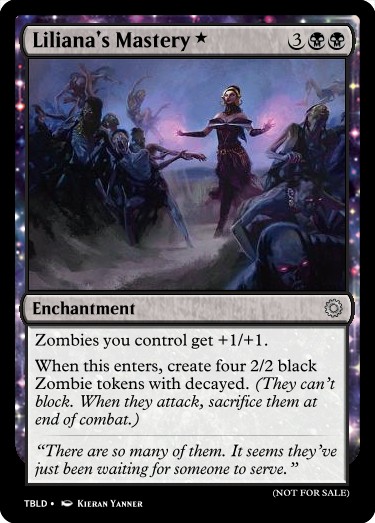 Liliana's Mastery ★ 3
Enchantment
Zombies you control get +1/+1.
When this enters, create four 2/2 black
Zombie tokens with decayed. (They can't
block. When they attack, sacrifice them at
end of combat.)
“There are so many of them. It seems they've
just been waiting for someone to serve.”
(NOT FOR SALE)
TBLD • Kieran Yanner